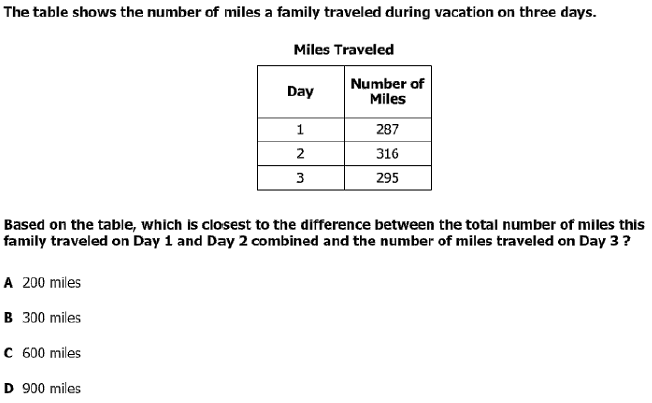 The table shows the number of miles a family traveled during vacation on three days.
Miles Traveled
Day
Number of
Miles
1 287
2 316
3 295
Based on the table, which is closest to the difference between the total number of miles this
family traveled on Day 1 and Day 2 combined and the number of miles traveled on Day 3 ?
A 200 miles
B 300 miles
C 600 miles
D 900 miles